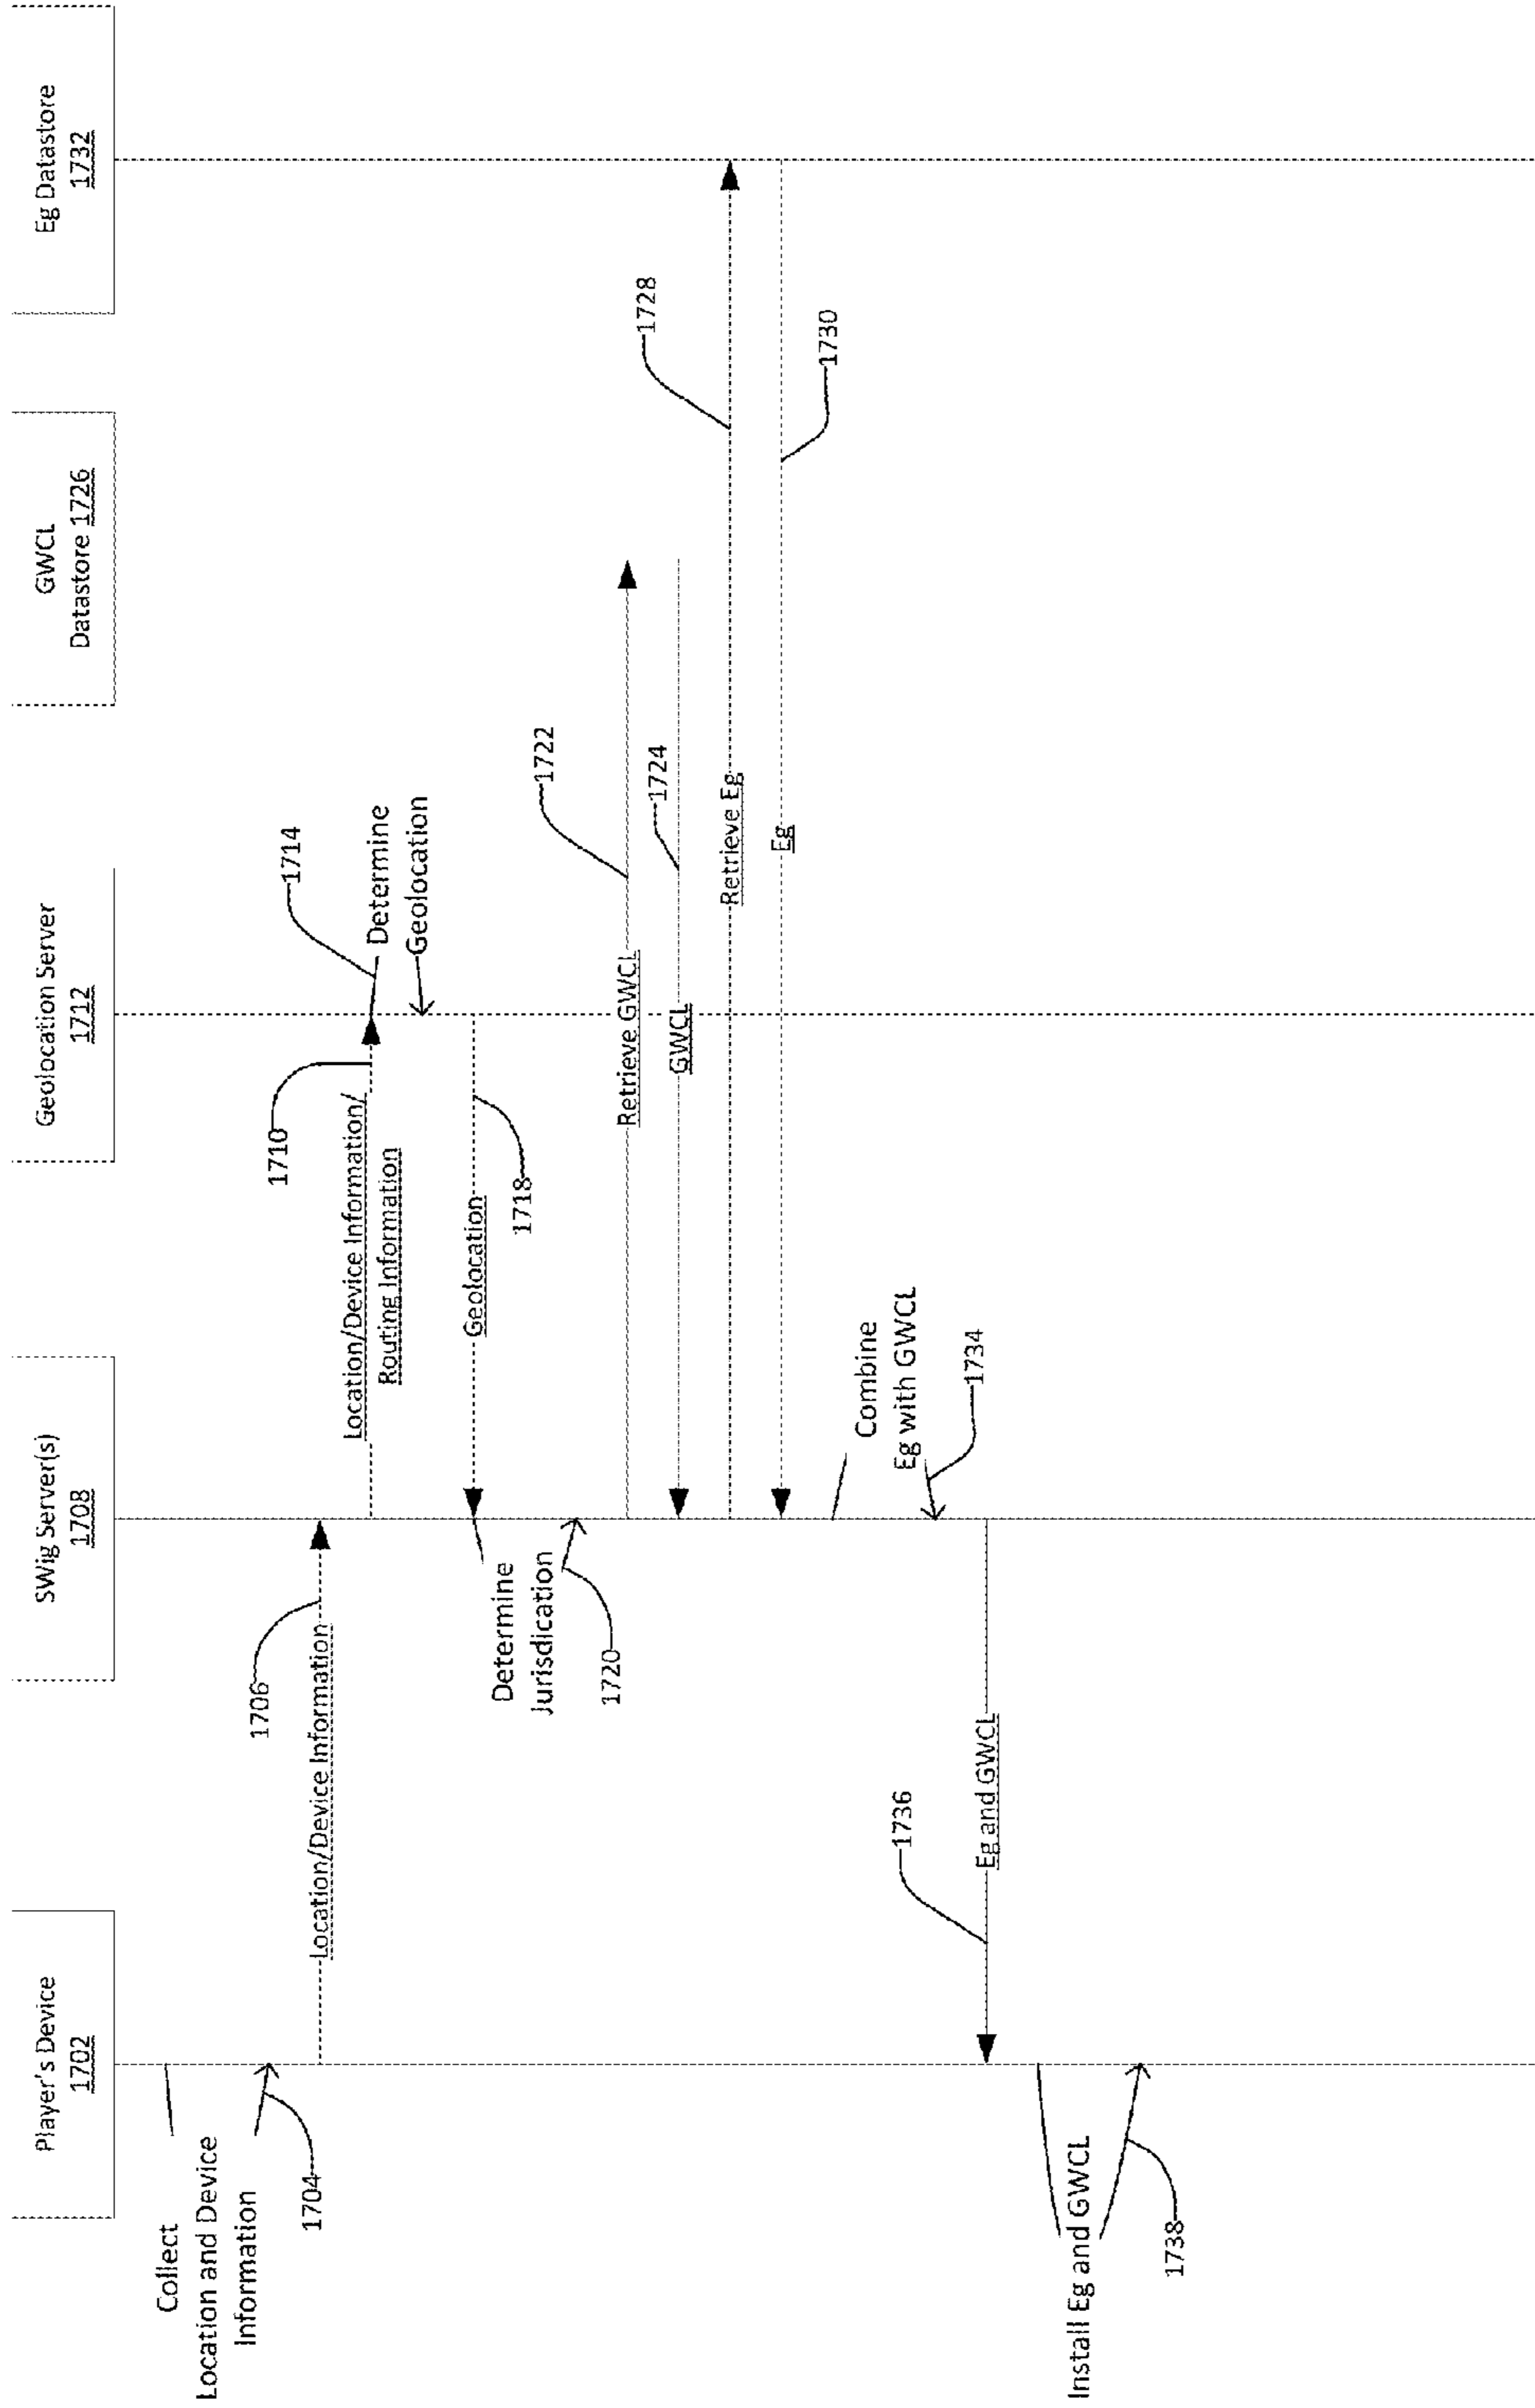 Player's Device
1702
SWig Server(s)
1708
Geolocation Server
1712
GWCL
Datastore 1726
Eg Datastore
1732
Collect
Location and Device
Information
1704
1706
Location/Device Information
1710
Location/Device Information/
Routing Information
1714
Determine
Geolocation
Geolocation
1718
Determine
Jurisdication
1720
1722
Retrieve GWCL
1724
GWCL
1728
Retrieve Eg
Eg
1730
Combine
Eg with GWCL
1734
1736
Eg and GWCL
Install Eg and GWCL
1738